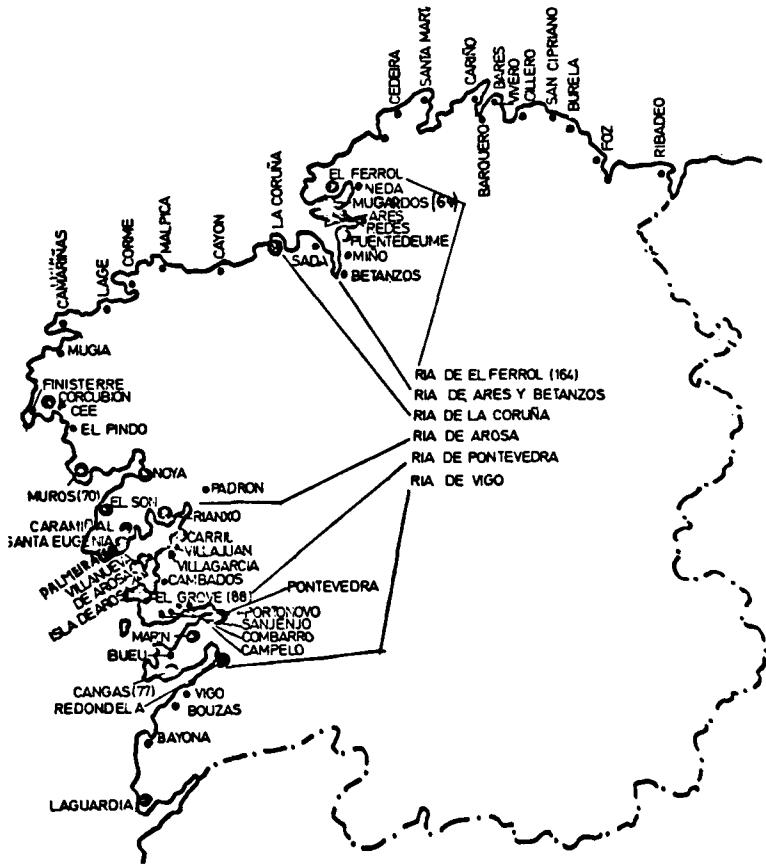 CEDEIRA
SANTA MART.
CARIÑO
BARQUERO
BARES
VIVERO
CILLERO
SAN CIPRIANO
BURELA
FOZ
RIBADEO
EL FERROL
NEDA
MUGARDOS
ARES
REDES
PUENTEDEUME
MIÑO
BETANZOS
SADA
LA CORUÑA
CAYON
MALPICA
CORME
LAGE
CAMARIÑAS
MUGIA
FINISTERRE
CORCUBION
CEE
EL PINDO
MUROS (70)
NOYA
EL SON
PADRON
RIANXO
CARAMIÑAL
SANTA EUGENIA
PALMEIRA
VILLANUEVA
DE AROSA
ISLA DE AROSA
CARRIL
VILLAJUAN
VILLAGARCIA
CAMBADOS
EL GROVE (88)
PONTEVEDRA
PORTONOVO
SANJENJO
COMBARRO
CAMPELO
MARIN
BUEU
CANGAS (77)
REDONDELA
VIGO
BOUZAS
BAYONA
LAGUARDIA
RIA DE EL FERROL (164)
RIA DE ARES Y BETANZOS
RIA DE LA CORUÑA
RIA DE AROSA
RIA DE PONTEVEDRA
RIA DE VIGO